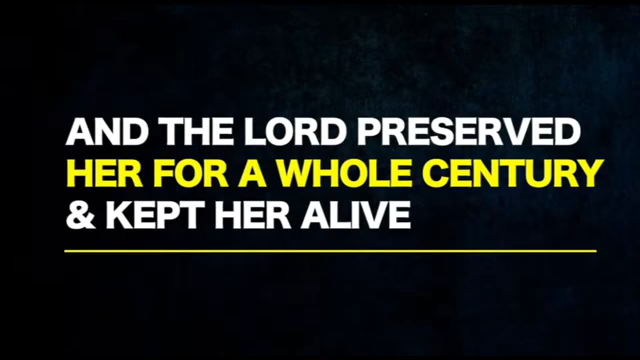 AND THE LORD PRESERVED
HER FOR A WHOLE CENTURY
& KEPT HER ALIVE